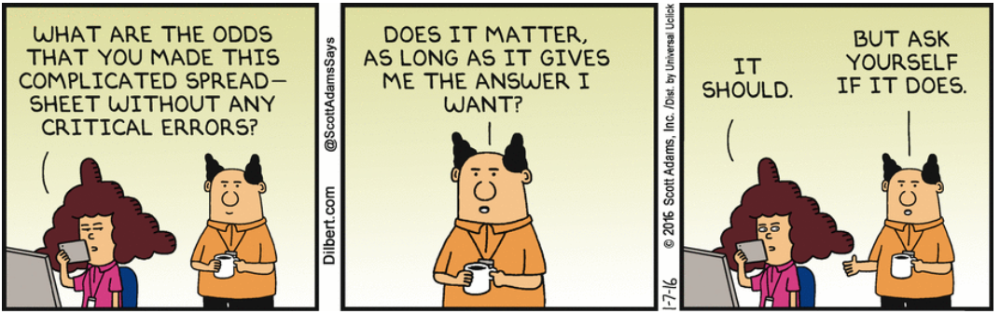 WHAT ARE THE ODDS
THAT YOU MADE THIS
COMPLICATED SPREAD—
SHEET WITHOUT ANY
CRITICAL ERRORS?
Dilbert.com @ScottAdamsSays
DOES IT MATTER,
AS LONG AS IT GIVES
ME THE ANSWER I
WANT?
1-7-16 © 2016 Scott Adams, Inc. /Dist. by Universal Uclick
IT
SHOULD.
BUT ASK
YOURSELF
IF IT DOES.